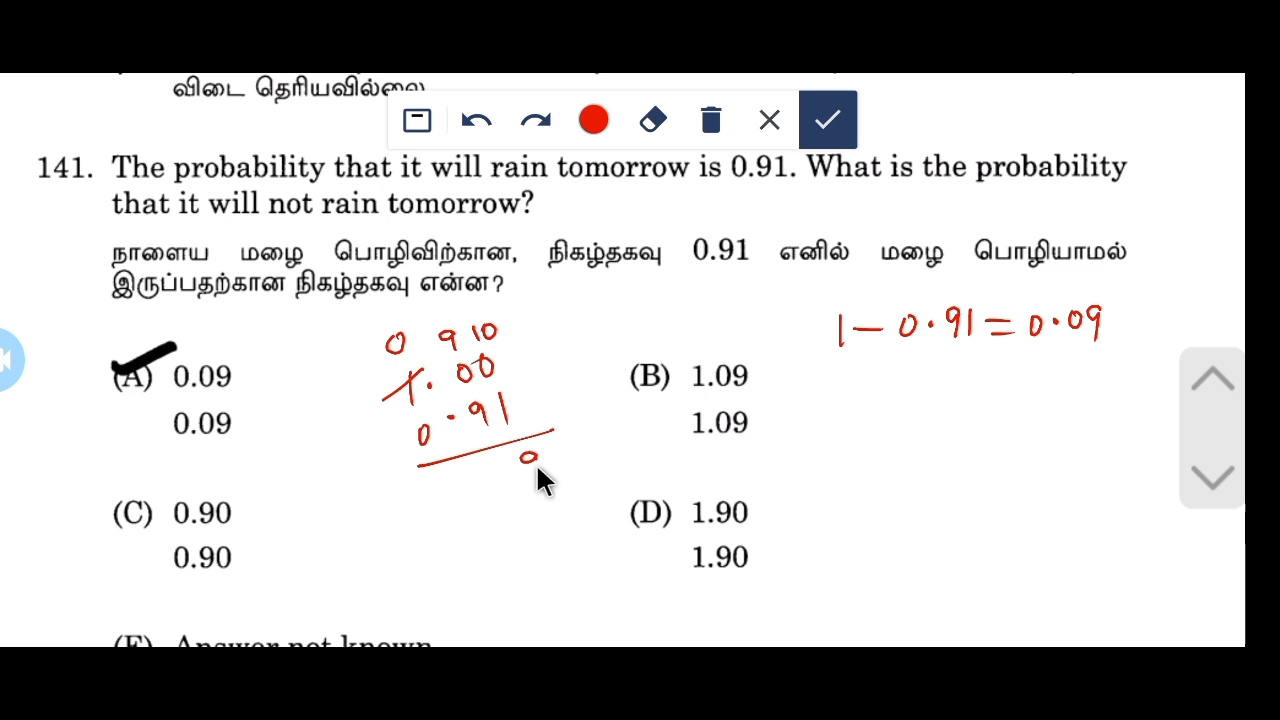 விடை தெரியவில்லை
141. The probability that it will rain tomorrow is 0.91. What is the probability
that it will not rain tomorrow?
நாளைய மழை பொழிவிற்கான, நிகழ்தகவு 0.91 எனில் மழை பொழியாமல்
இருப்பதற்கான நிகழ்தகவு என்ன?
1 - 0.91 = 0.09
0 9 10
1.00
0.91
0
(A) 0.09
0.09
(B) 1.09
1.09
(C) 0.90
0.90
(D) 1.90
1.90
(E) Answer not known